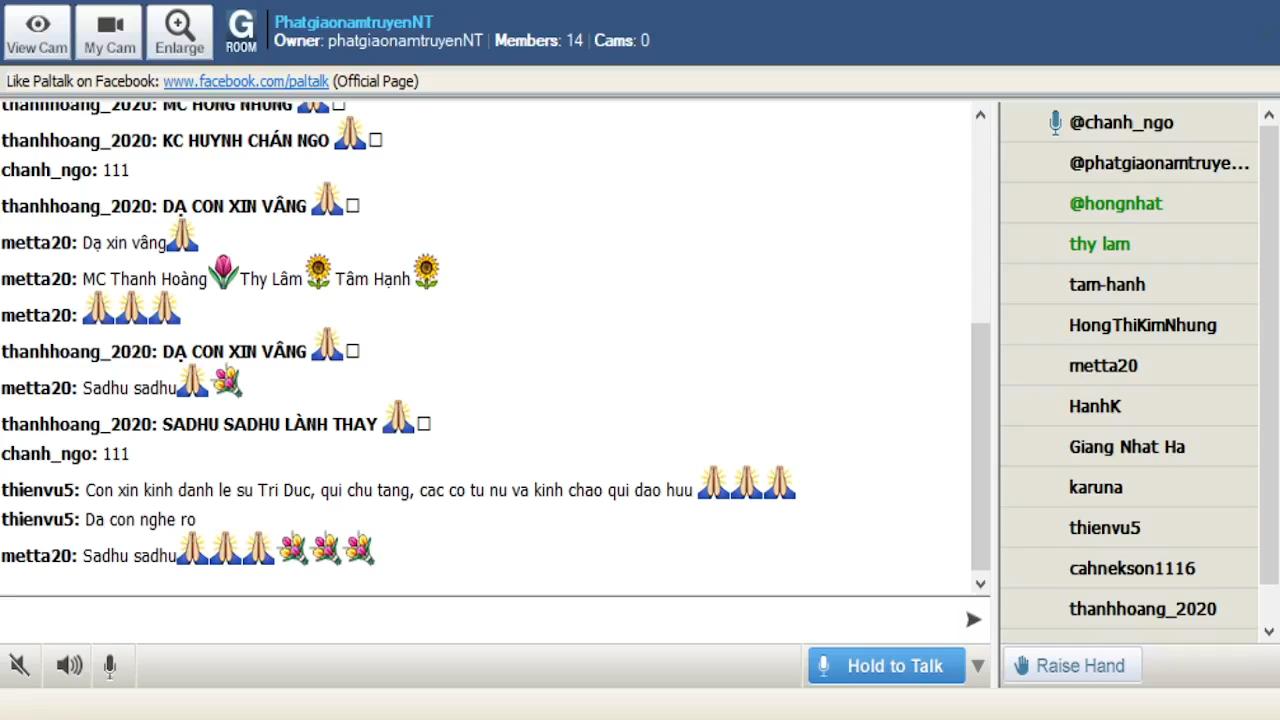 View Cam
My Cam
Enlarge
G
ROOM
PhatgiaonamtruyenNT
Owner: phatgiaonamtruyenNT | Members: 14 | Cams: 0
Like Paltalk on Facebook: www.facebook.com/paltalk (Official Page)
thanhhoang_2020: MC HONG NHUNG
thanhhoang_2020: KC HUYNH CHÁN NGO
chanh_ngo: 111
thanhhoang_2020: DẠ CON XIN VÂNG
metta20: Dạ xin vâng
metta20: MC Thanh Hoàng Thy Lâm Tâm Hạnh
metta20:
thanhhoang_2020: DẠ CON XIN VÂNG
metta20: Sadhu sadhu
thanhhoang_2020: SADHU SADHU LÀNH THAY
chanh_ngo: 111
thienvu5: Con xin kinh danh le su Tri Duc, qui chu tang, cac co tu nu va kinh chao qui dao huu
thienvu5: Da con nghe ro
metta20: Sadhu sadhu
@chanh_ngo
@phatgiaonamtruye...
@hongnhat
thy lam
tam-hanh
HongThiKimNhung
metta20
HanhK
Giang Nhat Ha
karuna
thienvu5
cahnekson1116
thanhhoang_2020
Hold to Talk
Raise Hand